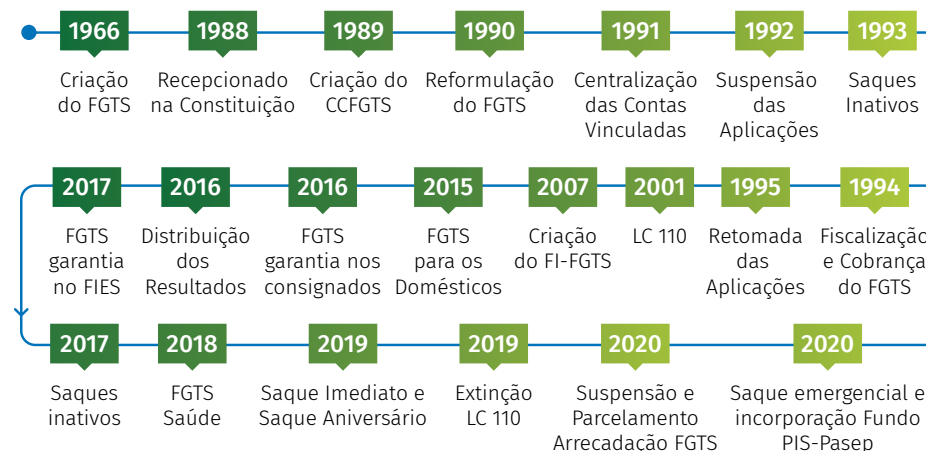 1966 1988 1989 1990 1991 1992 1993
Criação Recepcionado Criação do Reformulação Centralização Suspensão Saques
do FGTS na Constituição CCFGTS do FGTS das Contas das Inativos
Vinculadas Aplicações
2017 2016 2016 2015 2007 2001 1995 1994
FGTS Distribuição FGTS FGTS Criação LC 110 Retomada Fiscalização
garantia dos garantia nos para os do FI-FGTS das e Cobrança
no FIES Resultados consignados Domésticos Aplicações do FGTS
2017 2018 2019 2019 2020 2020
Saques FGTS Saque Imediato e Extinção Suspensão e Saque emergencial e
inativos Saúde Saque Aniversário LC 110 Parcelamento incorporação Fundo
Arrecadação FGTS PIS-Pasep